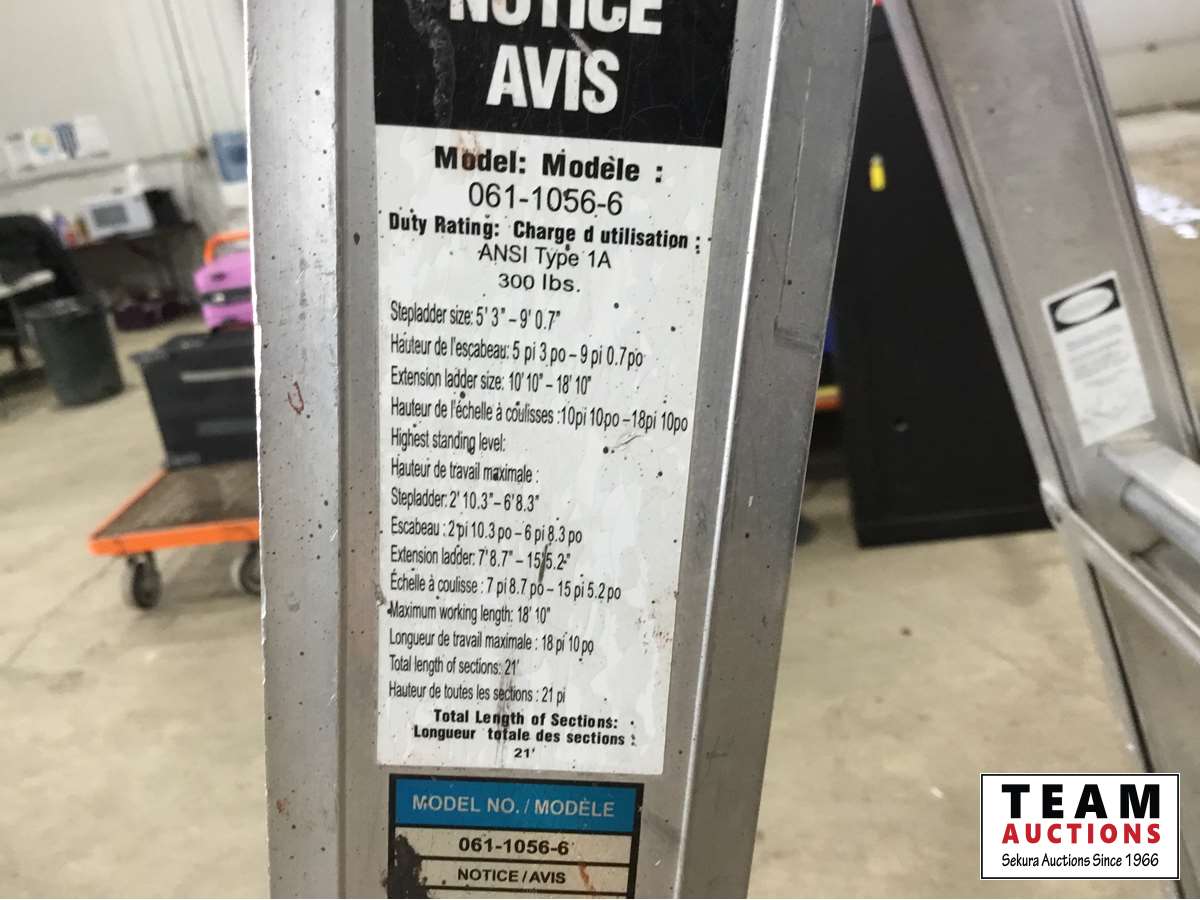 NOTICE
AVIS
Model: Modèle :
061-1056-6
Duty Rating: Charge d utilisation :
ANSI Type 1A
300 lbs.
Stepladder size: 5' 3" – 9' 0.7"
Hauteur de l'escabeau: 5 pi 3 po – 9 pi 0.7po
Extension ladder size: 10' 10" – 18' 10"
Hauteur de l'échelle à coulisses :10pi 10po –18pi 10po
Highest standing level:
Hauteur de travail maximale :
Stepladder: 2' 10.3" – 6' 8.3"
Escabeau : 2 pi 10.3 po – 6 pi 8.3 po
Extension ladder: 7' 8.7" – 15' 5.2"
Échelle à coulisse : 7 pi 8.7 po – 15 pi 5.2 po
Maximum working length: 18' 10"
Longueur de travail maximale : 18 pi 10 po
Total length of sections: 21'
Hauteur de toutes les sections : 21 pi
Total Length of Sections:
Longueur totale des sections :
21'
MODEL NO. / MODÈLE
061-1056-6
NOTICE / AVIS
TEAM
AUCTIONS
Sekura Auctions Since 1966